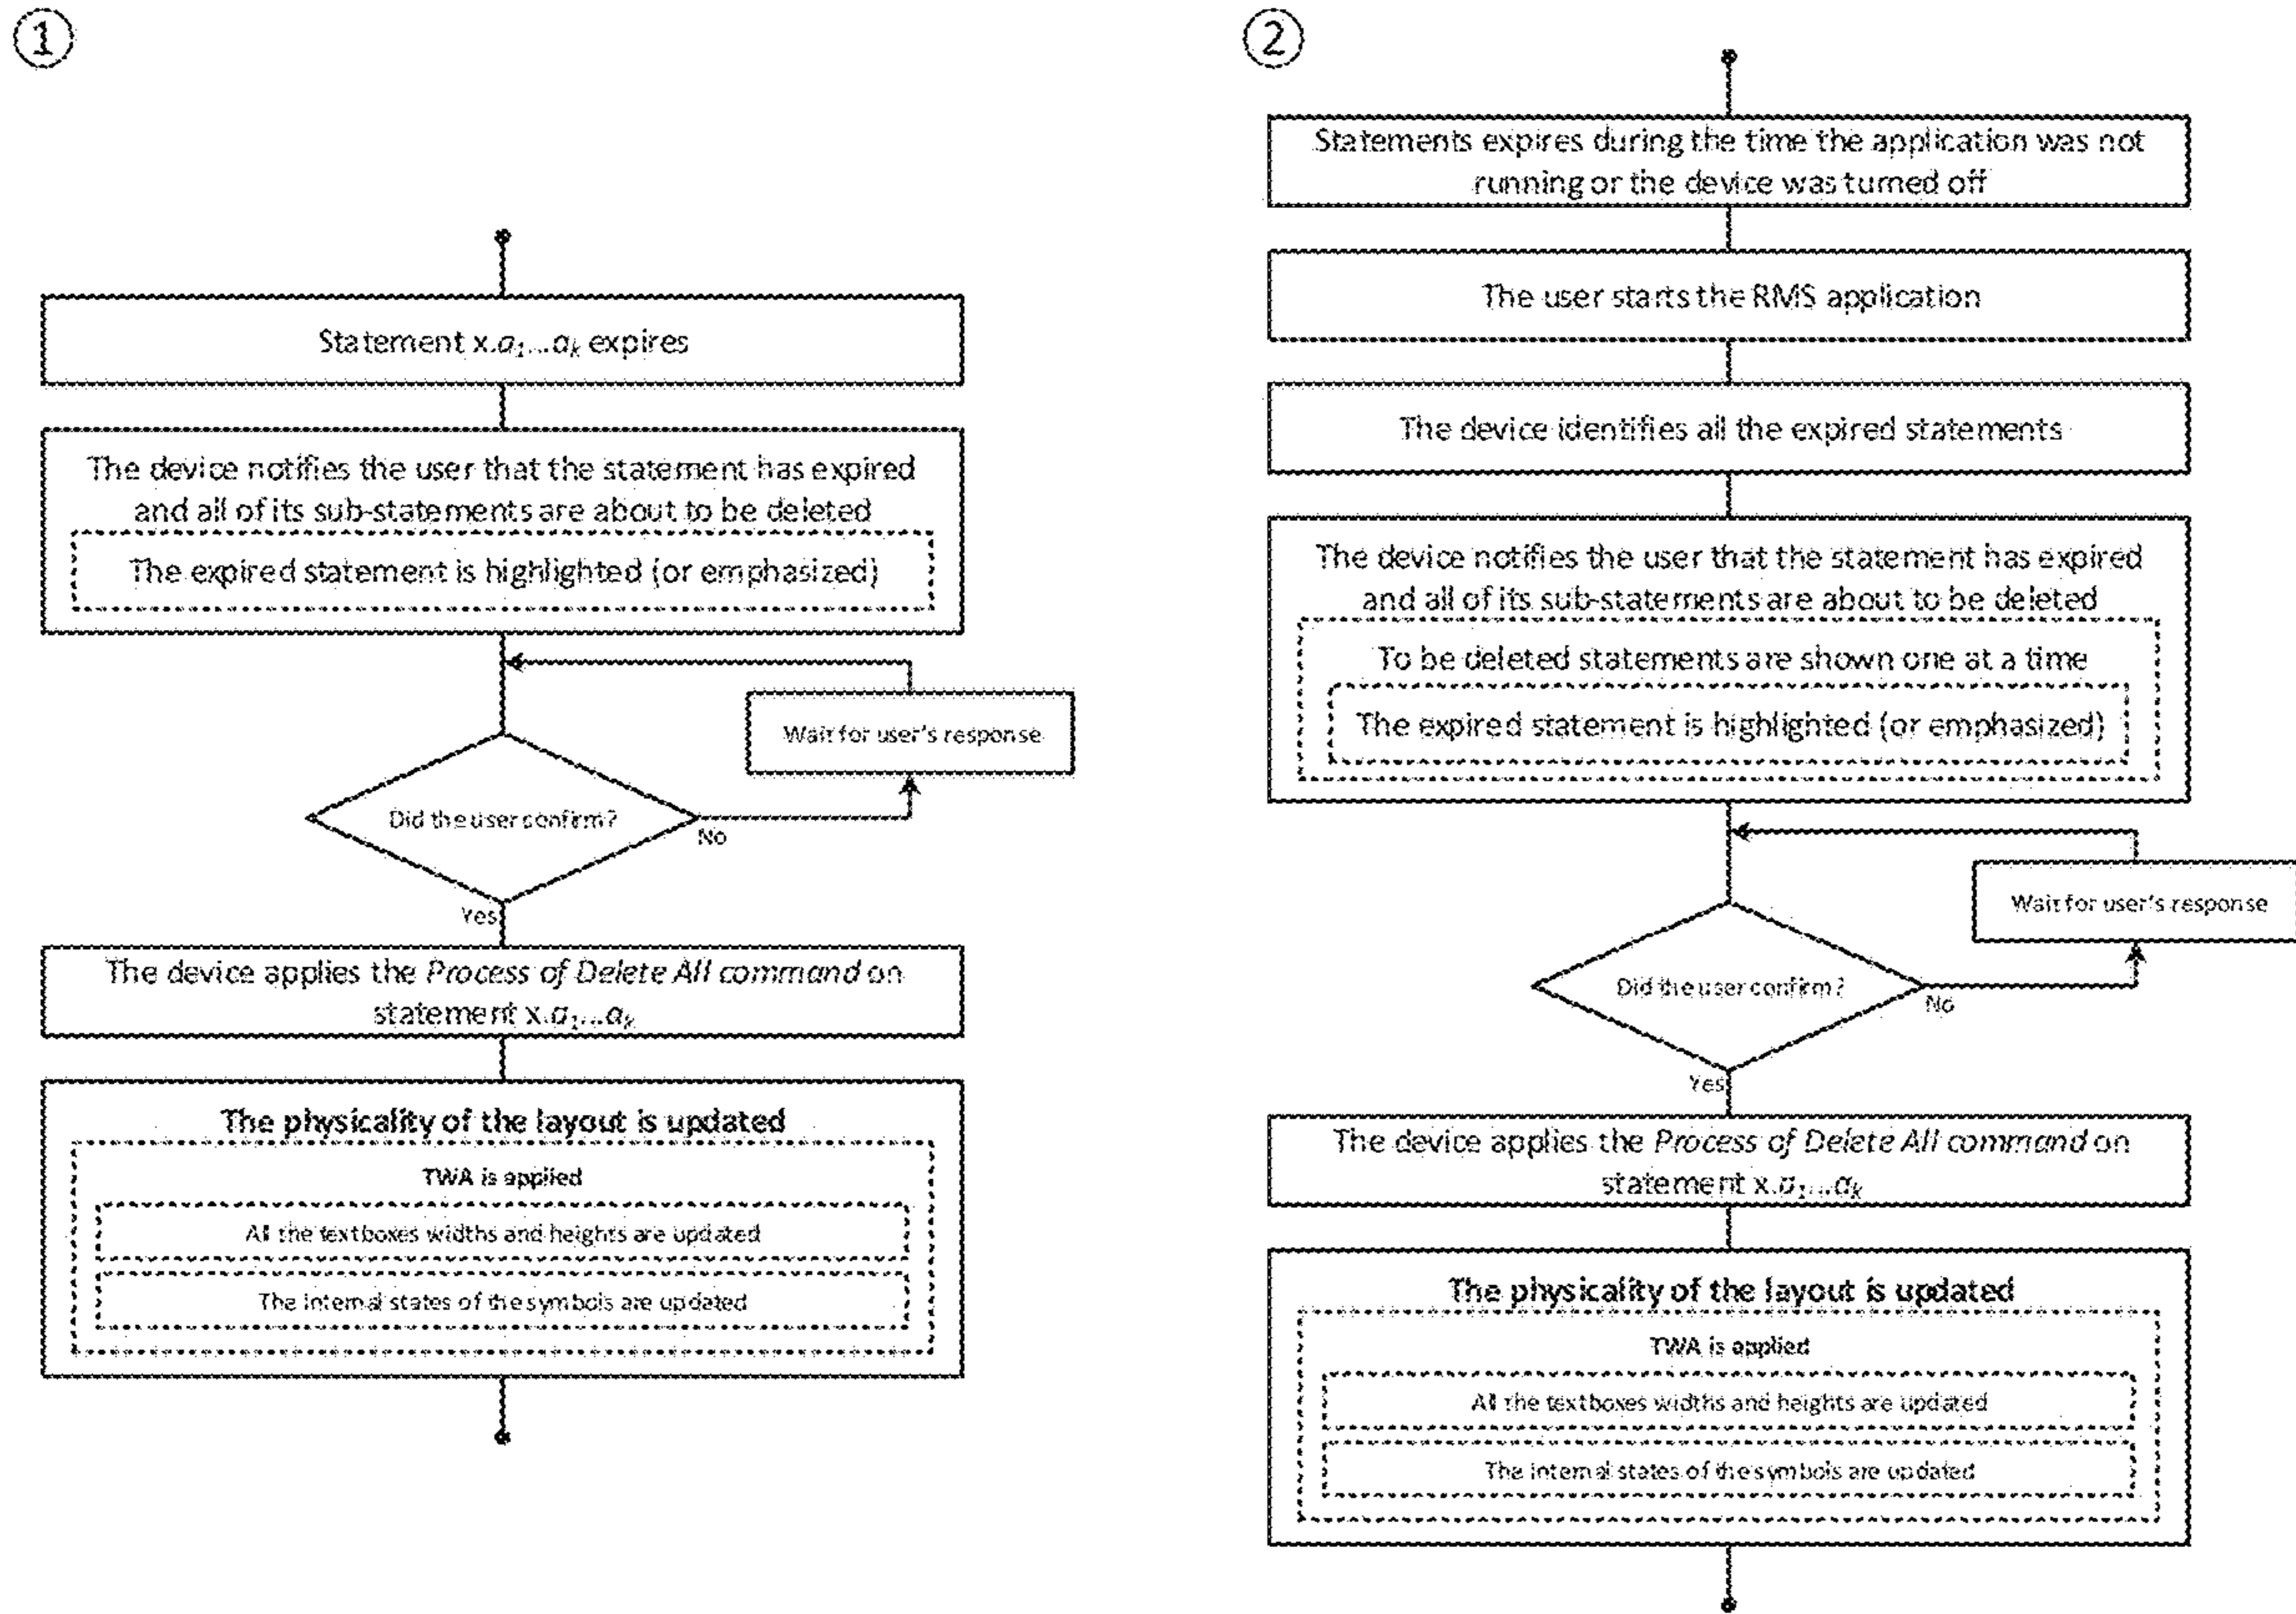 ①
Statement x.a₁...aₖ expires
The device notifies the user that the statement has expired
and all of its sub-statements are about to be deleted
The expired statement is highlighted (or emphasized)
Wait for user's response
Did the user confirm?
No
Yes
The device applies the Process of Delete All command on
statement x.a₁...aₖ
The physicality of the layout is updated
TWA is applied
All the textboxes widths and heights are updated
The internal states of the symbols are updated
②
Statements expires during the time the application was not
running or the device was turned off
The user starts the RMS application
The device identifies all the expired statements
The device notifies the user that the statement has expired
and all of its sub-statements are about to be deleted
To be deleted statements are shown one at a time
The expired statement is highlighted (or emphasized)
Wait for user's response
Did the user confirm?
No
Yes
The device applies the Process of Delete All command on
statement x.a₁...aₖ
The physicality of the layout is updated
TWA is applied
All the textboxes widths and heights are updated
The internal states of the symbols are updated